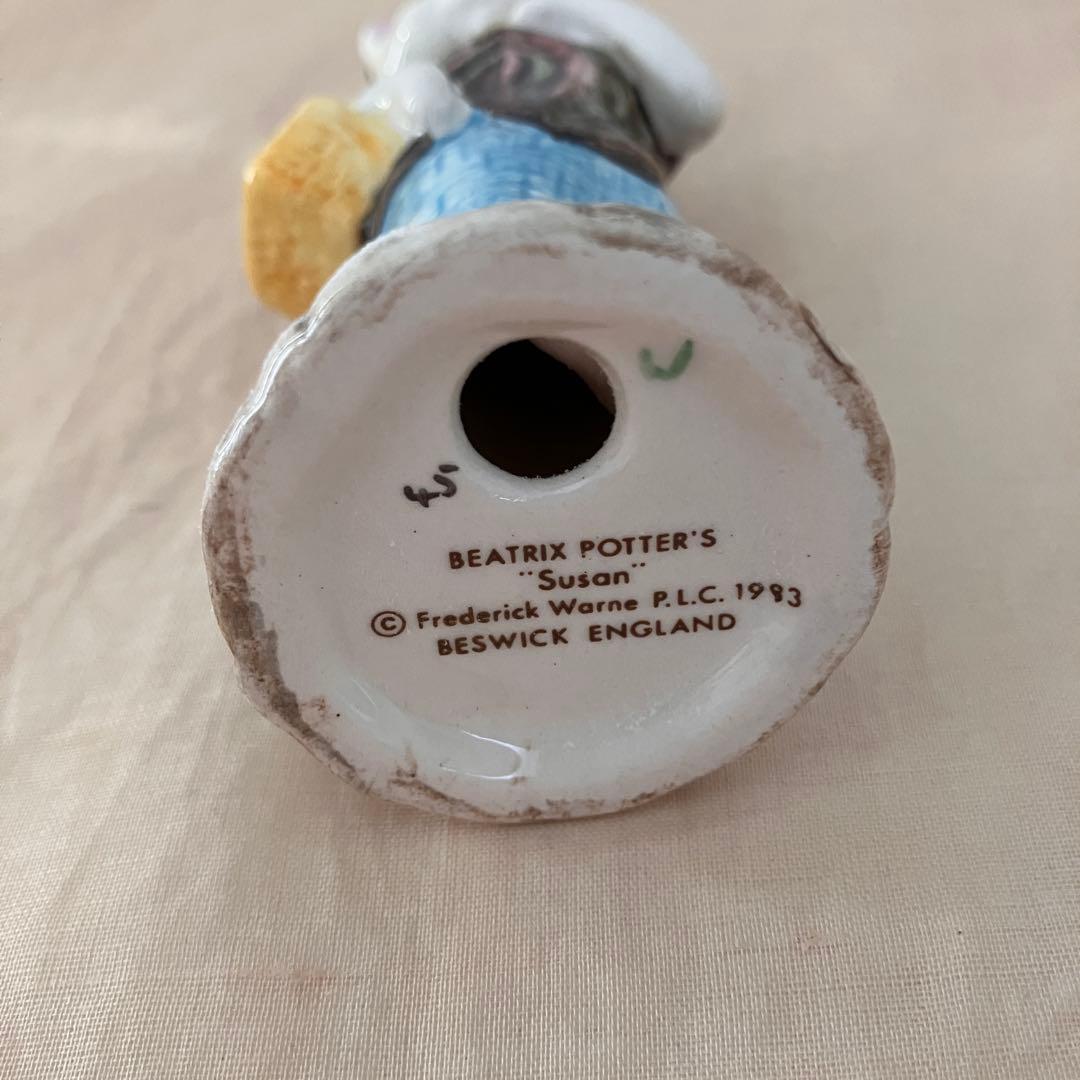 BEATRIX POTTER'S
"Susan"
© Frederick Warne P.L.C. 1983
BESWICK ENGLAND